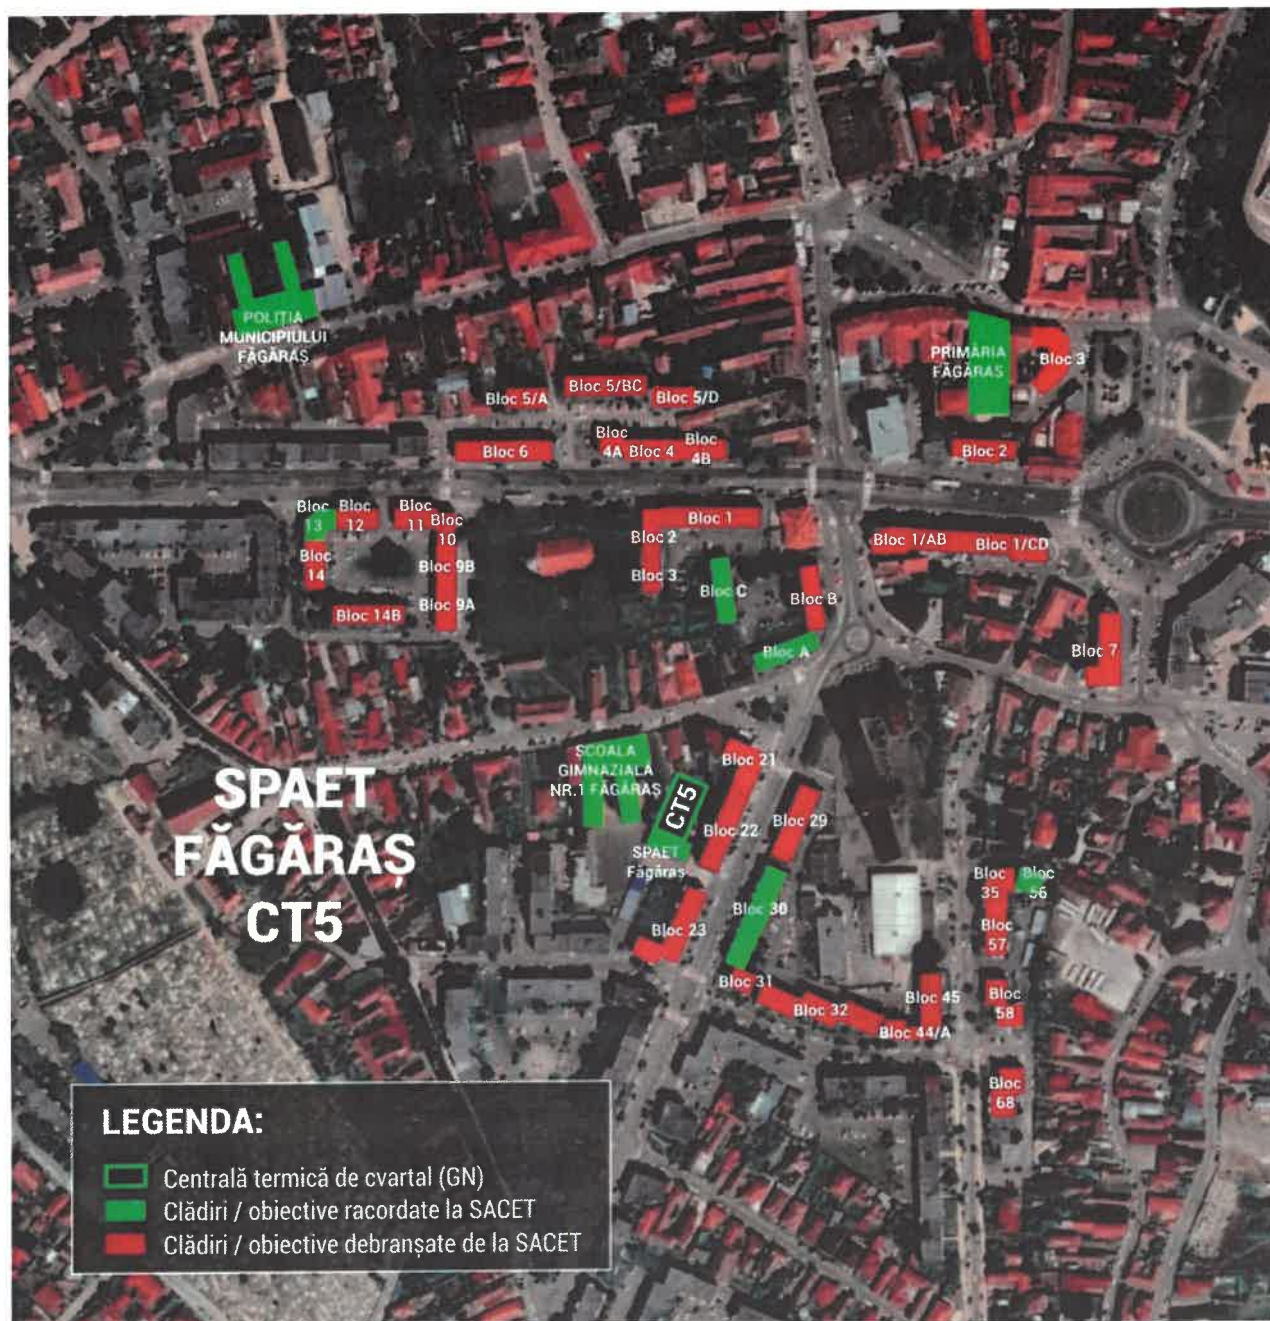 POLIȚIA
MUNICIPIULUI
FĂGĂRAȘ
PRIMĂRIA
FĂGĂRAȘ
Bloc 3
Bloc 5/A
Bloc 5/BC
Bloc 5/D
Bloc 6
Bloc
4A
Bloc 4
Bloc
4B
Bloc 2
Bloc
13
Bloc
12
Bloc
11
Bloc
10
Bloc 1
Bloc 2
Bloc 3
Bloc 1/AB
Bloc 1/CD
Bloc
14
Bloc 9B
Bloc 9A
Bloc 14B
Bloc C
Bloc B
Bloc A
Bloc 7
ȘCOALA
GIMNAZIALA
NR.1 FĂGĂRAȘ
CT5
SPAET
Făgăraș
Bloc 21
Bloc 22
Bloc 29
SPAET
FĂGĂRAȘ
CT5
Bloc 23
Bloc 30
Bloc
35
Bloc
56
Bloc
57
Bloc 31
Bloc 32
Bloc 45
Bloc 44/A
Bloc
58
Bloc
68
LEGENDA:
Centrală termică de cvartal (GN)
Clădiri / obiective racordate la SACET
Clădiri / obiective debranșate de la SACET